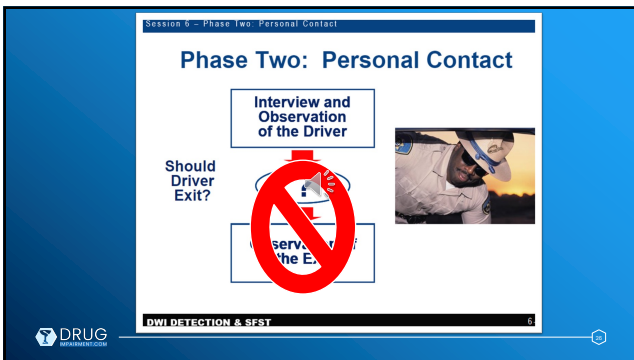 Session 6 – Phase Two: Personal Contact
Phase Two: Personal Contact
Interview and
Observation
of the Driver
Should
Driver
Exit?
?
the
DWI DETECTION & SFST
6
DRUG
IMPAIRMENT.COM
26